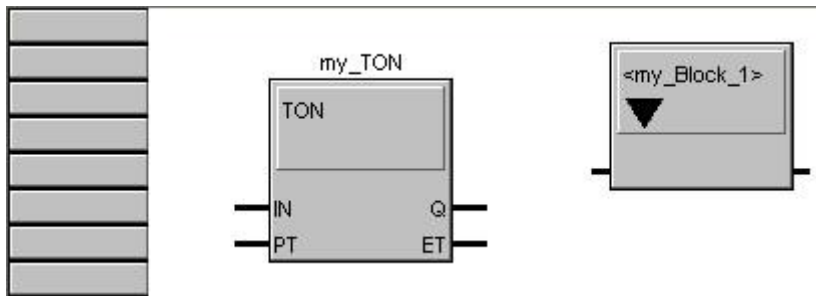 my_TON
<my_Block_1>
TON
IN Q
PT ET